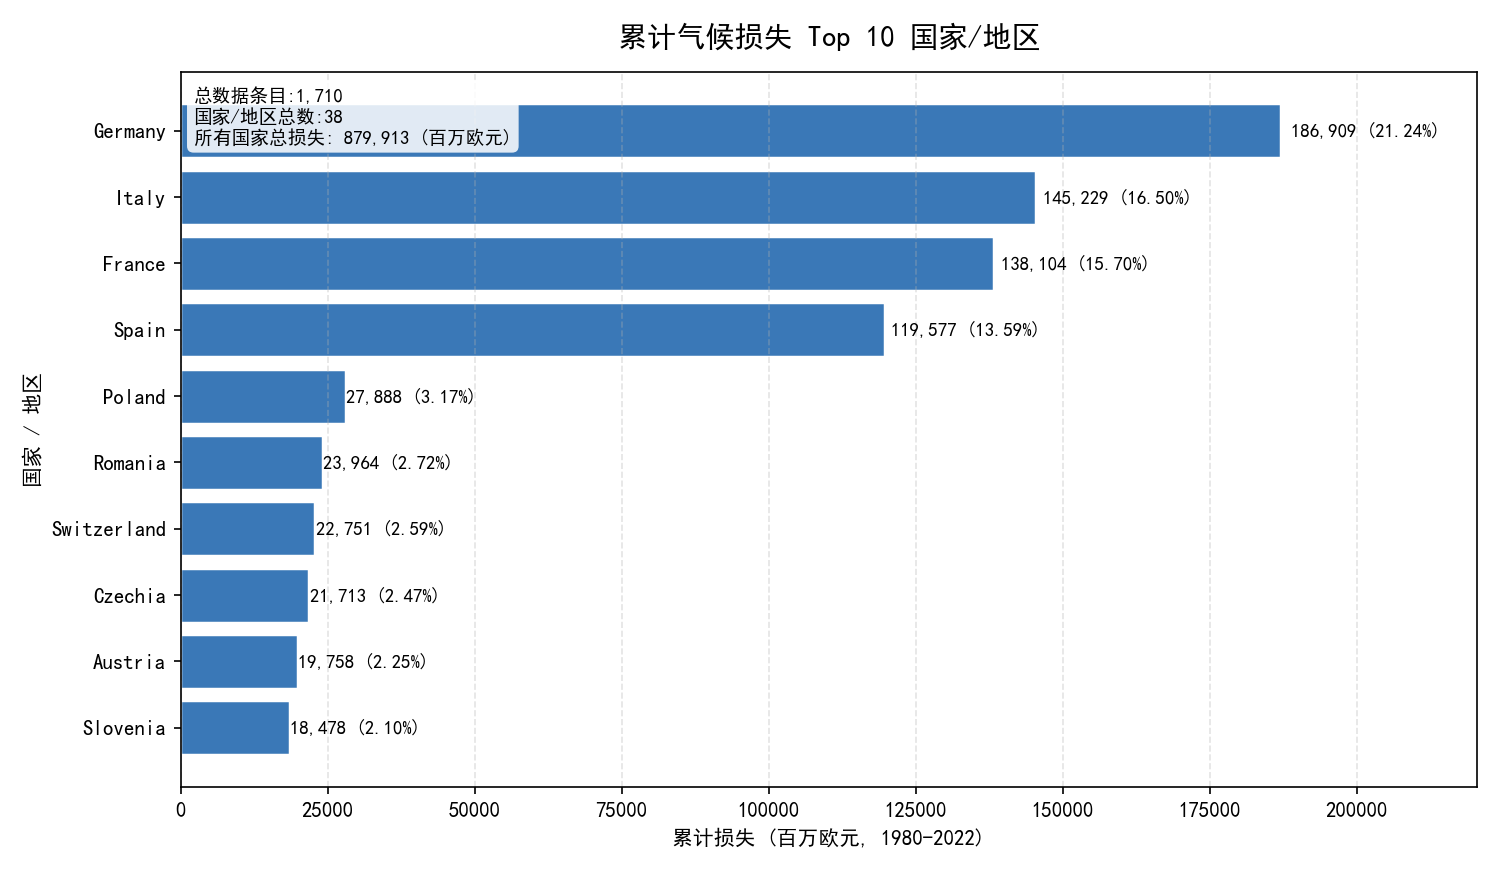 累计气候损失 Top 10 国家/地区
总数据条目:1,710
国家/地区总数:38
所有国家总损失: 879,913 (百万欧元)
Germany 186,909 (21.24%)
Italy 145,229 (16.50%)
France 138,104 (15.70%)
Spain 119,577 (13.59%)
Poland 27,888 (3.17%)
Romania 23,964 (2.72%)
Switzerland 22,751 (2.59%)
Czechia 21,713 (2.47%)
Austria 19,758 (2.25%)
Slovenia 18,478 (2.10%)
国家 / 地区
0 25000 50000 75000 100000 125000 150000 175000 200000
累计损失 (百万欧元, 1980-2022)